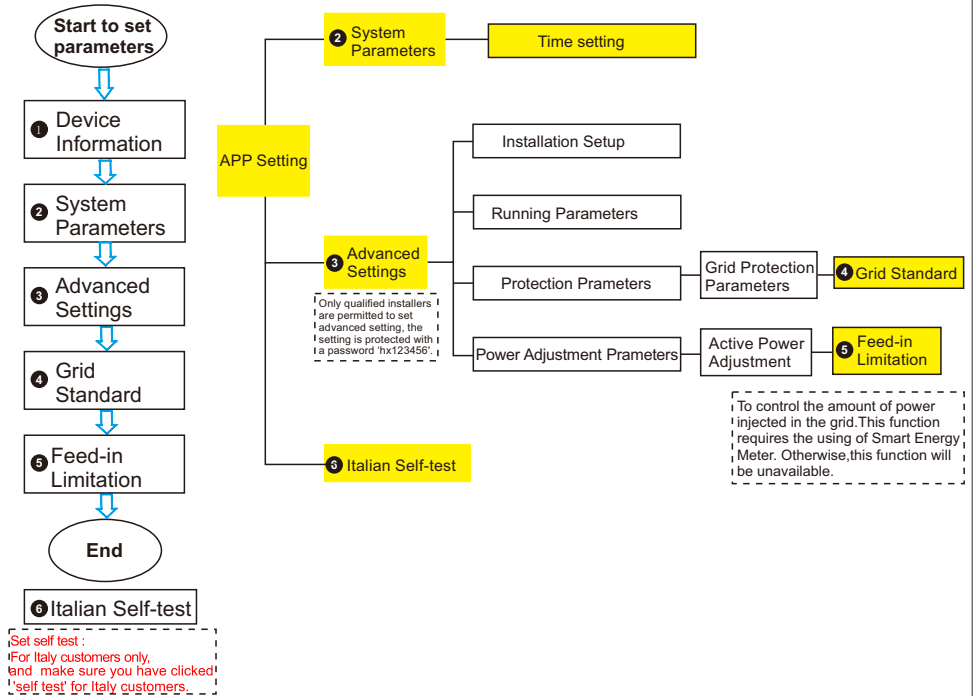 Start to set
parameters
❶ Device
Information
❷ System
Parameters
❸ Advanced
Settings
❹ Grid
Standard
❺ Feed-in
Limitation
End
❻ Italian Self-test
Set self test :
For Italy customers only,
and make sure you have clicked
'self test' for Italy customers.
APP Setting
❷ System
Parameters
Time setting
❸ Advanced
Settings
Only qualified installers
are permitted to set
advanced setting, the
setting is protected with
a password 'hx123456'.
Installation Setup
Running Parameters
Protection Prameters
Grid Protection
Parameters
❹ Grid Standard
Power Adjustment Prameters
Active Power
Adjustment
❺ Feed-in
Limitation
To control the amount of power
injected in the grid.This function
requires the using of Smart Energy
Meter. Otherwise,this function will
be unavailable.
❻ Italian Self-test